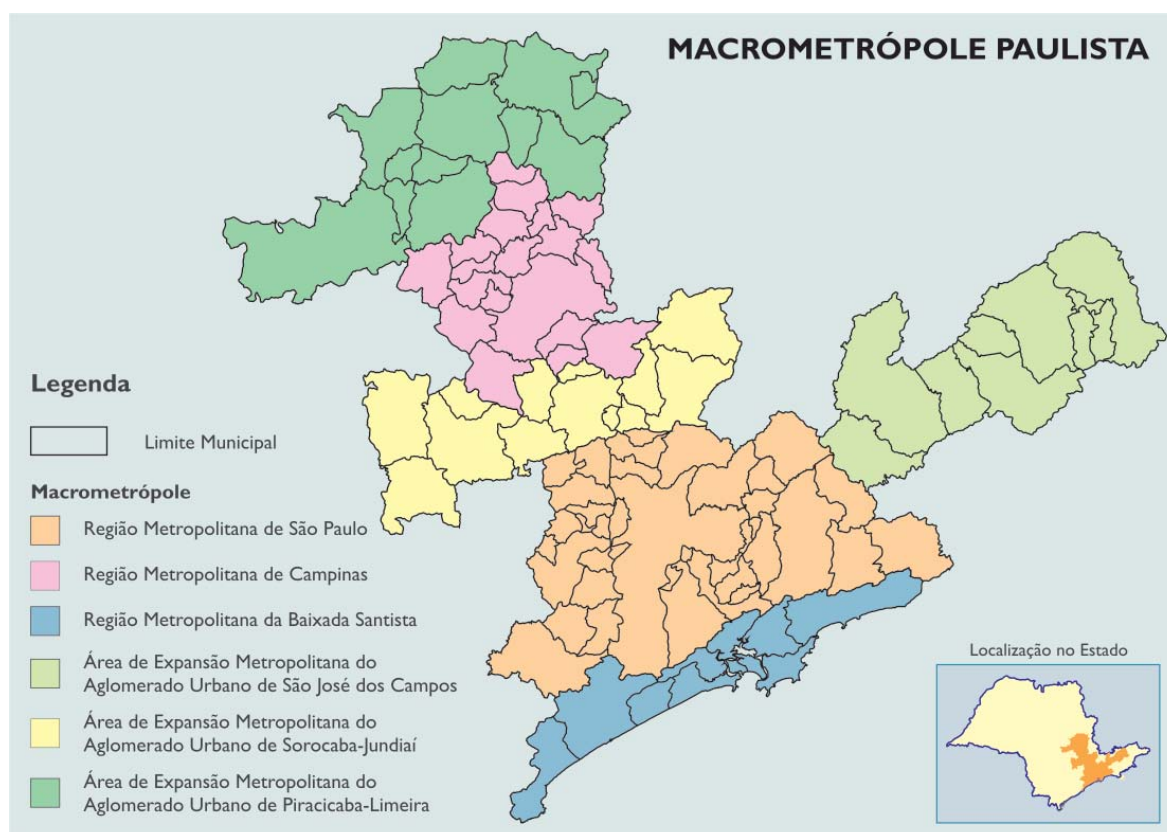 MACROMETRÓPOLE PAULISTA
Legenda
Limite Municipal
Macrometrópole
Região Metropolitana de São Paulo
Região Metropolitana de Campinas
Região Metropolitana da Baixada Santista
Área de Expansão Metropolitana do
Aglomerado Urbano de São José dos Campos
Área de Expansão Metropolitana do
Aglomerado Urbano de Sorocaba-Jundiaí
Área de Expansão Metropolitana do
Aglomerado Urbano de Piracicaba-Limeira
Localização no Estado